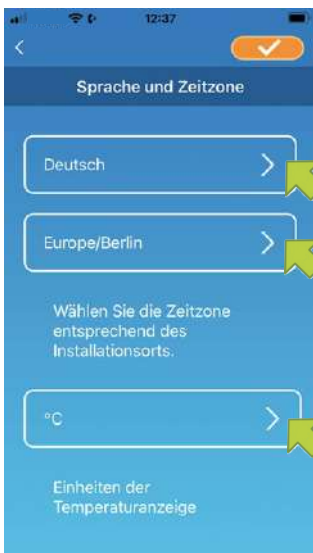 12:37
Sprache und Zeitzone
Deutsch
Europe/Berlin
Wählen Sie die Zeitzone
entsprechend des
Installationsorts.
°C
Einheiten der
Temperaturanzeige